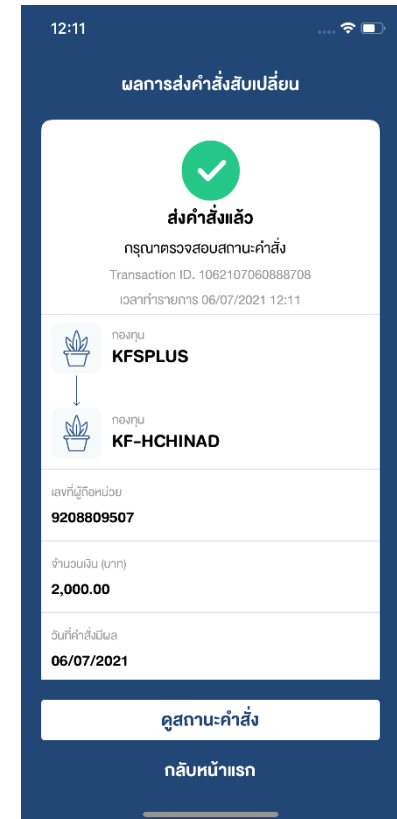 12:11
ผลการส่งคำสั่งสับเปลี่ยน
ส่งคำสั่งแล้ว
กรุณาตรวจสอบสถานะคำสั่ง
Transaction ID. 1062107060888708
เวลาทำรายการ 06/07/2021 12:11
กองทุน
KFSPLUS
กองทุน
KF-HCHINAD
เลขที่ผู้ถือหน่วย
9208809507
จำนวนเงิน (บาท)
2,000.00
วันที่คำสั่งมีผล
06/07/2021
ดูสถานะคำสั่ง
กลับหน้าแรก